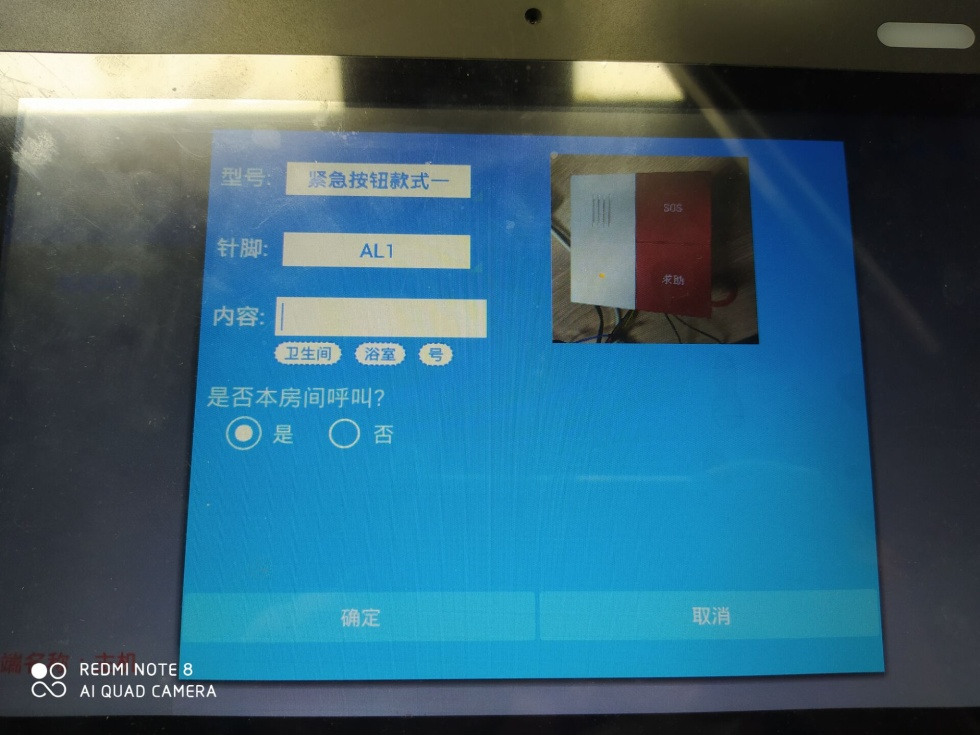 型号: 紧急按钮款式一
SOS
求助
针脚: AL1
内容:
卫生间 浴室 号
是否本房间呼叫?
是 否
确定 取消
REDMI NOTE 8
AI QUAD CAMERA